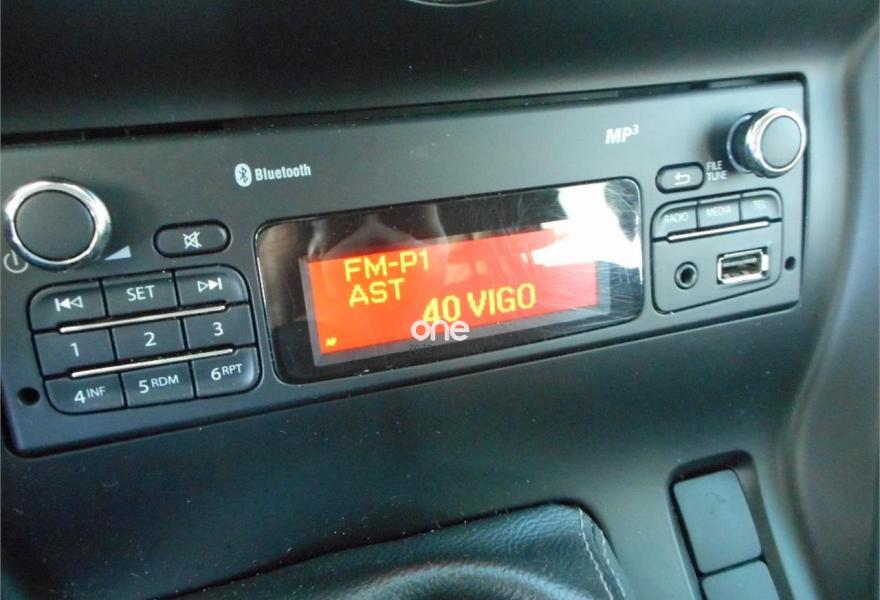 MP3
Bluetooth
FILE
TUNE
RADIO
MEDIA
TEL
SET
FM-P1
AST
40 VIGO
AF
1
2
3
4INF
5RDM
6RPT
one